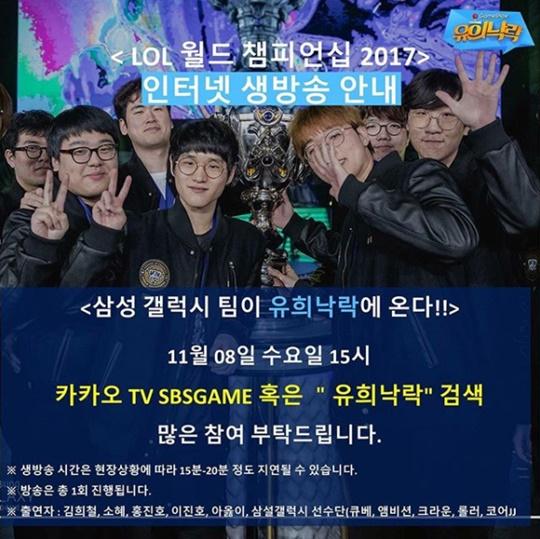 GameShow
유희낙락
< LOL 월드 챔피언십 2017>
인터넷 생방송 안내
<삼성 갤럭시 팀이 유희낙락에 온다!!>
11월 08일 수요일 15시
카카오 TV SBSGAME 혹은 " 유희낙락" 검색
많은 참여 부탁드립니다.
※ 생방송 시간은 현장상황에 따라 15분-20분 정도 지연될 수 있습니다.
※ 방송은 총 1회 진행됩니다.
※ 출연자 : 김희철, 소혜, 홍진호, 이진호, 아옳이, 삼설갤럭시 선수단(큐베, 앰비션, 크라운, 룰러, 코어JJ